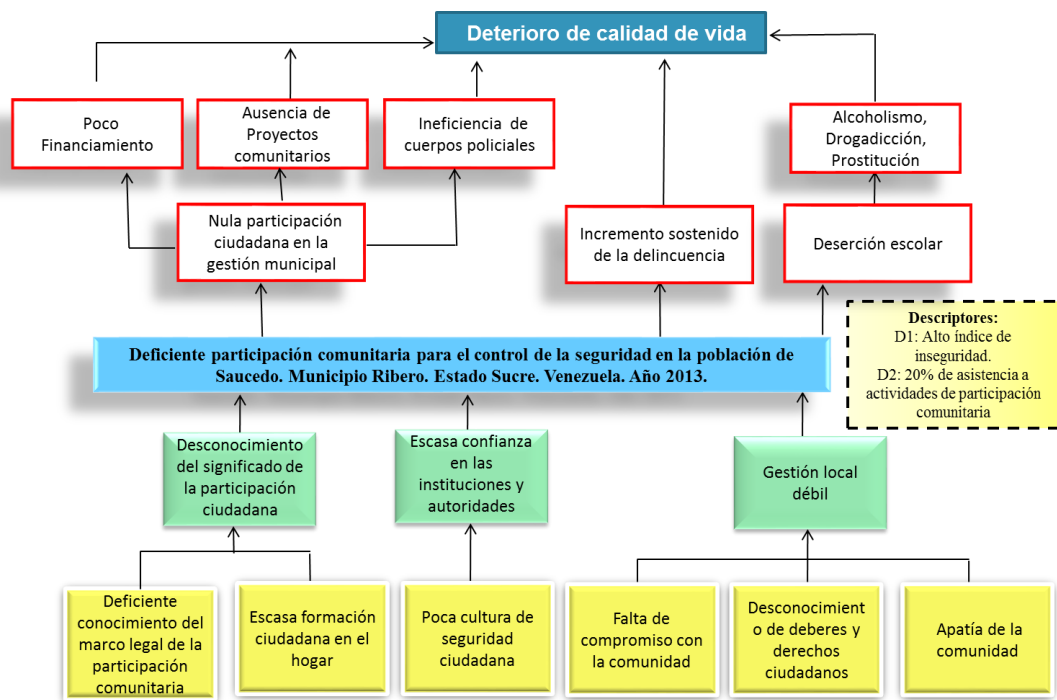 Deterioro de calidad de vida
Poco
Financiamiento
Ausencia de
Proyectos
comunitarios
Ineficiencia de
cuerpos policiales
Alcoholismo,
Drogadicción,
Prostitución
Nula participación
ciudadana en la
gestión municipal
Incremento sostenido
de la delincuencia
Deserción escolar
Descriptores:
D1: Alto índice de
inseguridad.
D2: 20% de asistencia a
actividades de participación
comunitaria
Deficiente participación comunitaria para el control de la seguridad en la población de
Saucedo. Municipio Ribero. Estado Sucre. Venezuela. Año 2013.
Desconocimiento
del significado de
la participación
ciudadana
Escasa confianza
en las
instituciones y
autoridades
Gestión local
débil
Deficiente
conocimiento del
marco legal de la
participación
comunitaria
Escasa formación
ciudadana en el
hogar
Poca cultura de
seguridad
ciudadana
Falta de
compromiso con
la comunidad
Desconocimient
o de deberes y
derechos
ciudadanos
Apatía de la
comunidad